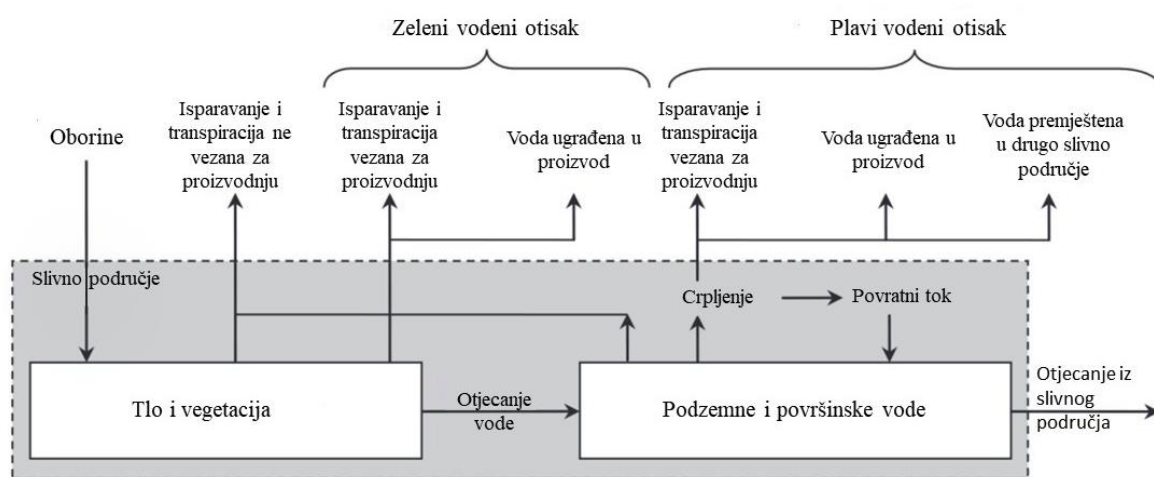 Zeleni vodeni otisak
Plavi vodeni otisak
Oborine
Isparavanje i
transpiracija ne
vezana za
proizvodnju
Isparavanje i
transpiracija
vezana za
proizvodnju
Voda ugrađena u
proizvod
Isparavanje i
transpiracija
vezana za
proizvodnju
Voda ugrađena u
proizvod
Voda premještena
u drugo slivno
područje
Slivno područje
Crpljenje
Povratni tok
Tlo i vegetacija
Otjecanje
vode
Podzemne i površinske vode
Otjecanje iz
slivnog
područja